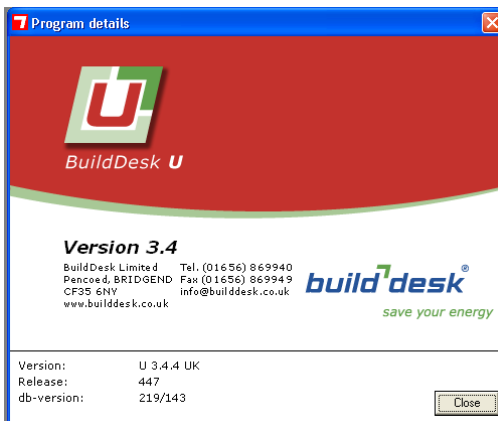 Program details
U
BuildDesk U
Version 3.4
BuildDesk Limited Tel. (01656) 869940
Pencoed, BRIDGEND Fax (01656) 869949
CF35 6NY info@builddesk.co.uk
www.builddesk.co.uk
build desk®
save your energy
Version: U 3.4.4 UK
Release: 447
db-version: 219/143
Close